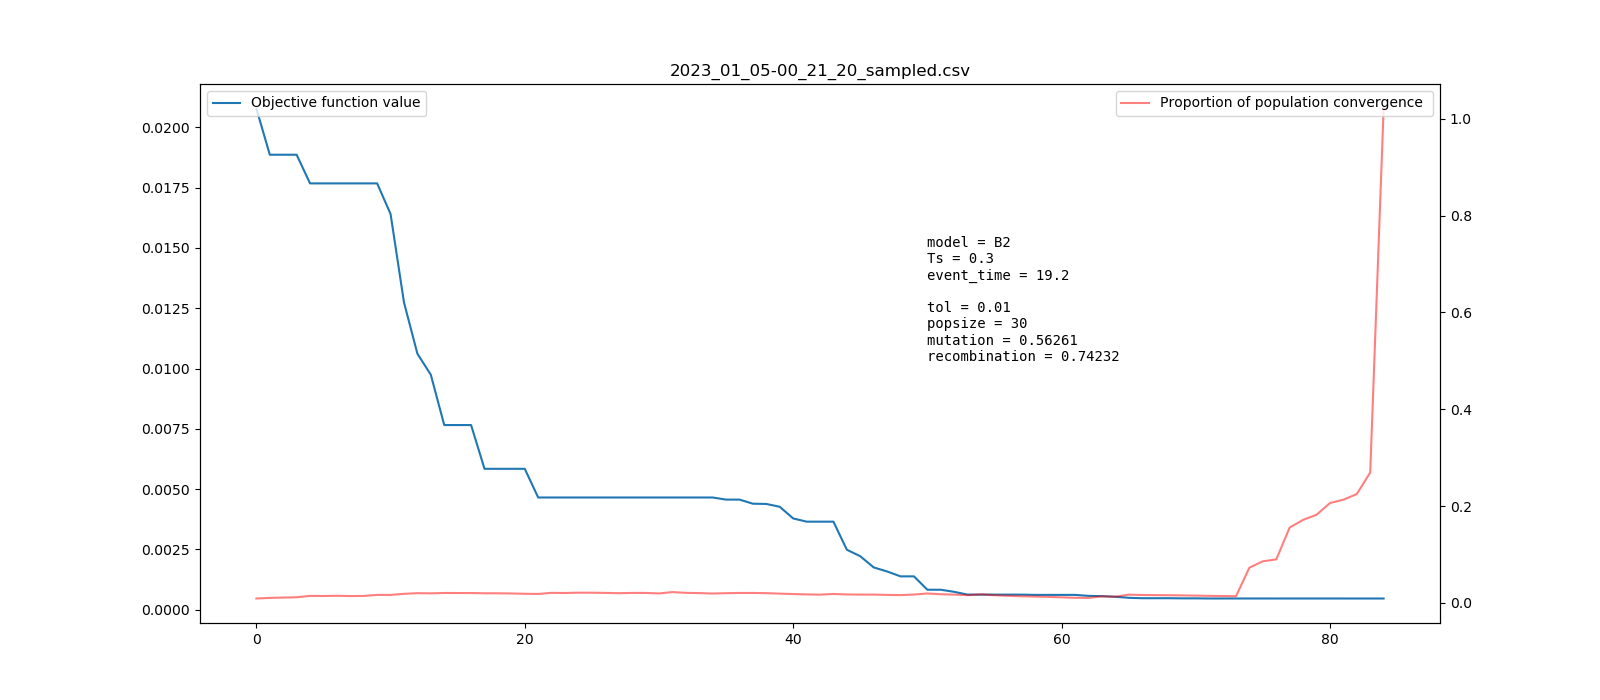 2023_01_05-00_21_20_sampled.csv
Objective function value
Proportion of population convergence
0.0200
0.0175
0.0150
0.0125
0.0100
0.0075
0.0050
0.0025
0.0000
1.0
0.8
0.6
0.4
0.2
0.0
model = B2
Ts = 0.3
event_time = 19.2
tol = 0.01
popsize = 30
mutation = 0.56261
recombination = 0.74232
0
20
40
60
80